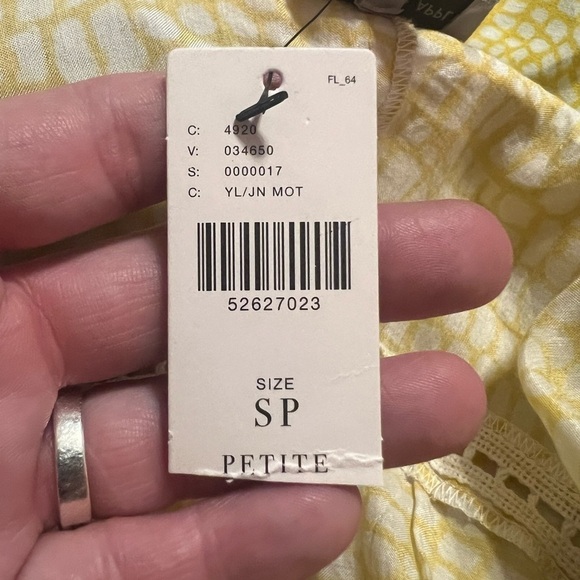 FL_64
C: 4920
V: 034650
S: 0000017
C: YL/JN MOT
52627023
SIZE
SP
PETITE